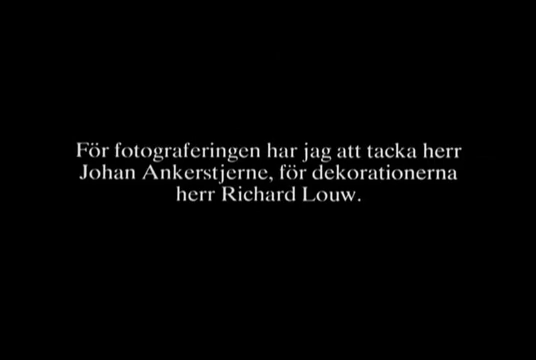 För fotograferingen har jag att tacka herr
Johan Ankerstjerne, för dekorationerna
herr Richard Louw.